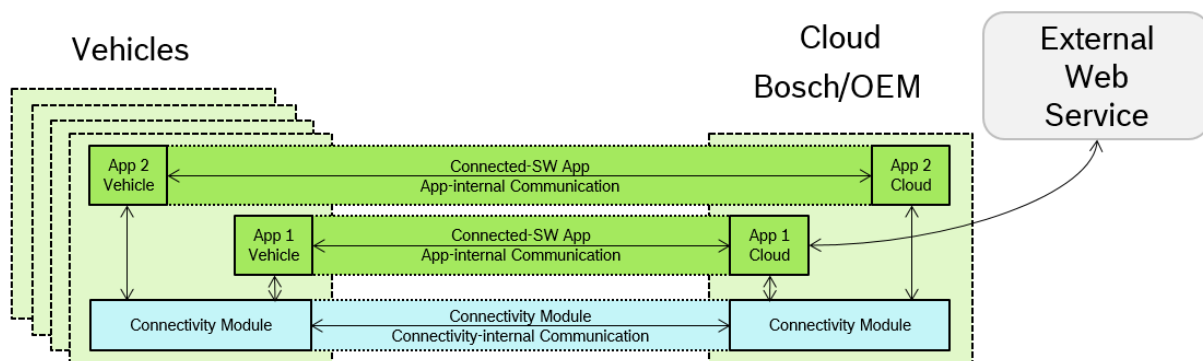 Vehicles
Cloud
Bosch/OEM
External
Web
Service
App 2
Vehicle
Connected-SW App
App-internal Communication
App 2
Cloud
App 1
Vehicle
Connected-SW App
App-internal Communication
App 1
Cloud
Connectivity Module
Connectivity Module
Connectivity-internal Communication
Connectivity Module